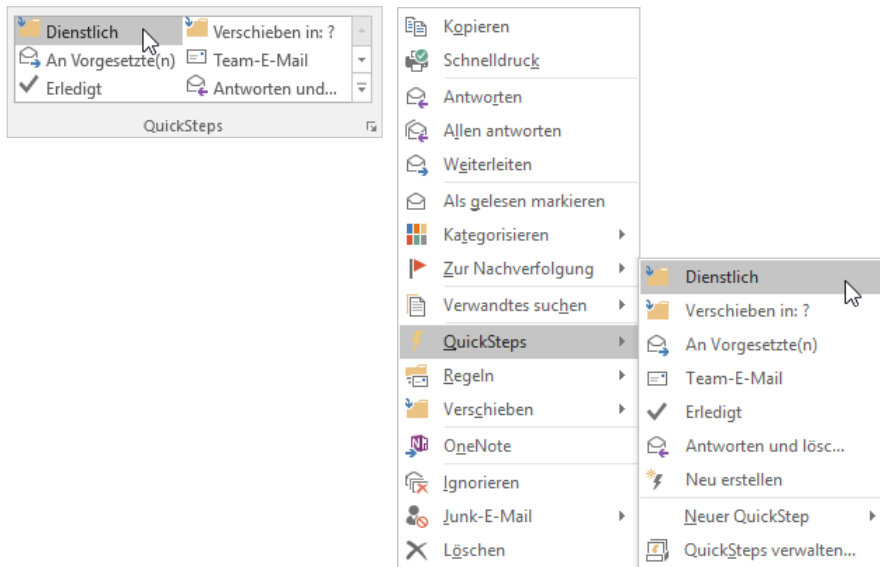 Dienstlich
Verschieben in: ?
An Vorgesetzte(n)
Team-E-Mail
Erledigt
Antworten und...
QuickSteps
Kopieren
Schnelldruck
Antworten
Allen antworten
Weiterleiten
Als gelesen markieren
Kategorisieren
Zur Nachverfolgung
Verwandtes suchen
QuickSteps
Regeln
Verschieben
OneNote
Ignorieren
Junk-E-Mail
Löschen
Dienstlich
Verschieben in: ?
An Vorgesetzte(n)
Team-E-Mail
Erledigt
Antworten und lösc...
Neu erstellen
Neuer QuickStep
QuickSteps verwalten...